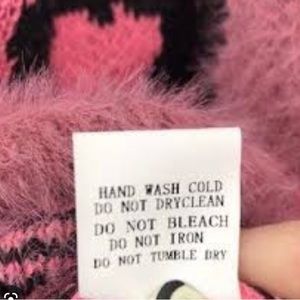 HAND WASH COLD
DO NOT DRYCLEAN
DO NOT BLEACH
DO NOT IRON
DO NOT TUMBLE DRY